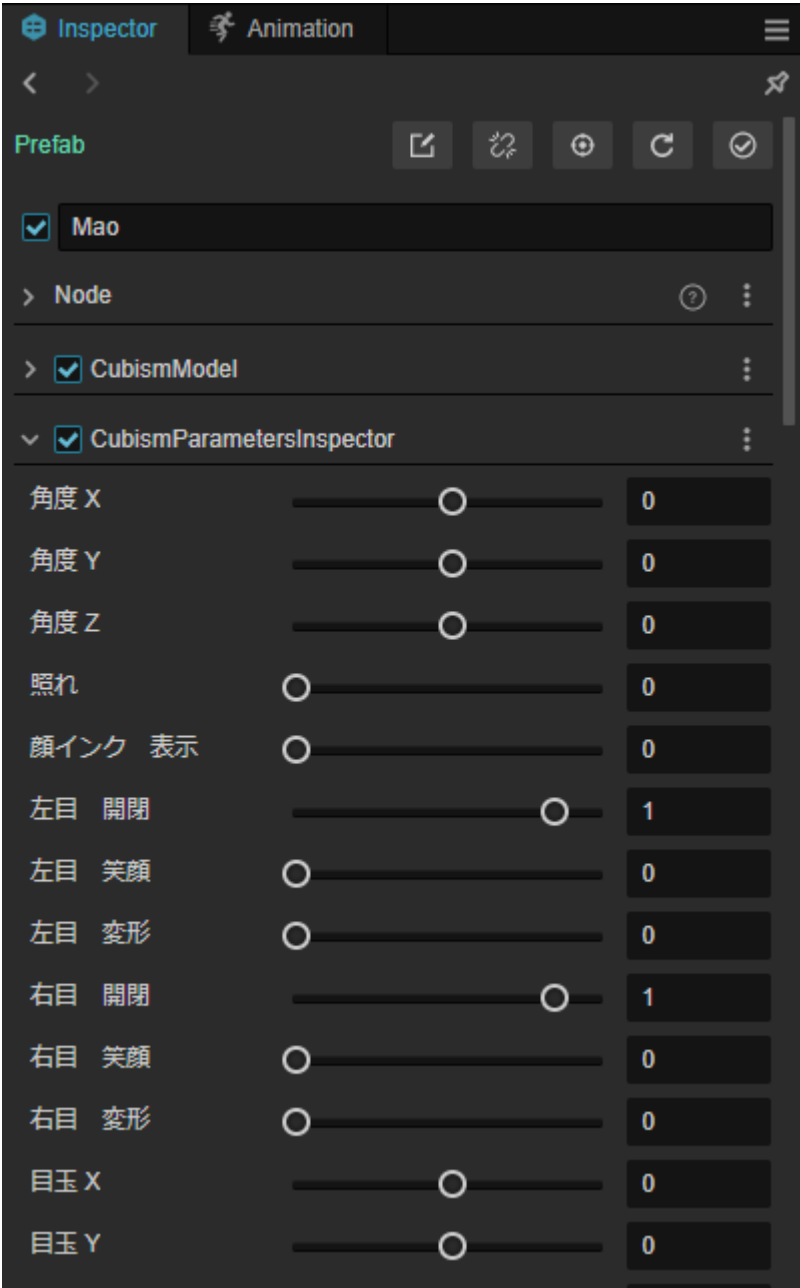 Inspector Animation
Prefab
Mao
Node
CubismModel
CubismParametersInspector
角度 X 0
角度 Y 0
角度 Z 0
照れ 0
顔インク　表示 0
左目　開閉 1
左目　笑顔 0
左目　変形 0
右目　開閉 1
右目　笑顔 0
右目　変形 0
目玉 X 0
目玉 Y 0